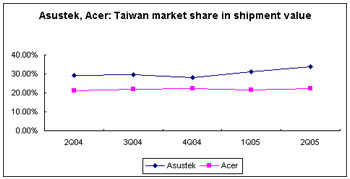 Asustek, Acer: Taiwan market share in shipment value
40.00%
30.00%
20.00%
10.00%
0.00%
2Q04 3Q04 4Q04 1Q05 2Q05
Asustek Acer